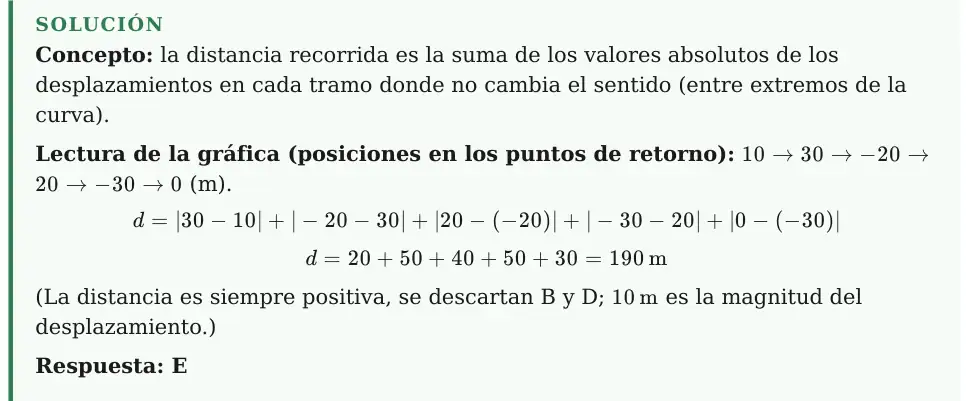 SOLUCIÓN
Concepto: la distancia recorrida es la suma de los valores absolutos de los
desplazamientos en cada tramo donde no cambia el sentido (entre extremos de la
curva).
Lectura de la gráfica (posiciones en los puntos de retorno): 10 → 30 → −20 →
20 → −30 → 0 (m).
d = |30 − 10| + | − 20 − 30| + |20 − (−20)| + | − 30 − 20| + |0 − (−30)|
d = 20 + 50 + 40 + 50 + 30 = 190 m
(La distancia es siempre positiva, se descartan B y D; 10 m es la magnitud del
desplazamiento.)
Respuesta: E